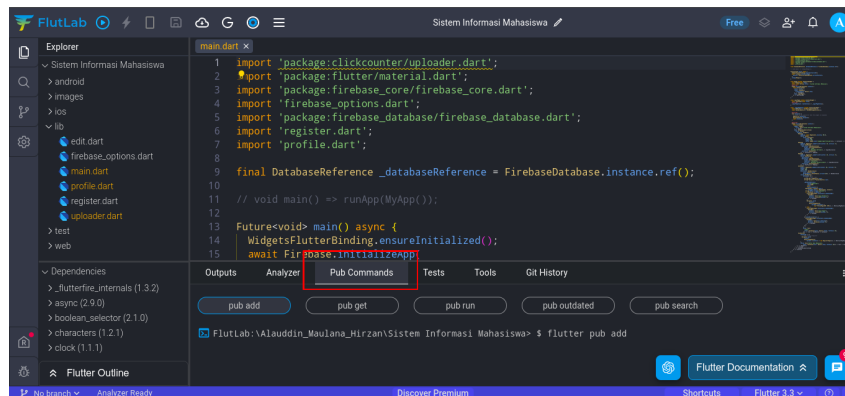 FlutLab
Sistem Informasi Mahasiswa
Free
A
Explorer
Sistem Informasi Mahasiswa
android
images
ios
lib
edit.dart
firebase_options.dart
main.dart
profile.dart
register.dart
uploader.dart
test
web
Dependencies
_flutterfire_internals (1.3.2)
async (2.9.0)
boolean_selector (2.1.0)
characters (1.2.1)
clock (1.1.1)
Flutter Outline
main.dart ×
1 import 'package:clickcounter/uploader.dart';
2 port 'package:flutter/material.dart';
3 import 'package:firebase_core/firebase_core.dart';
4 import 'firebase_options.dart';
5 import 'package:firebase_database/firebase_database.dart';
6 import 'register.dart';
7 import 'profile.dart';
8
9 final DatabaseReference _databaseReference = FirebaseDatabase.instance.ref();
10
11 // void main() => runApp(MyApp());
12
13 Future<void> main() async {
14 WidgetsFlutterBinding.ensureInitialized();
15 await Firebase.initializeApp(
Outputs Analyzer Pub Commands Tests Tools Git History
pub add pub get pub run pub outdated pub search
FlutLab:\Alauddin_Maulana_Hirzan\Sistem Informasi Mahasiswa> $ flutter pub add
Flutter Documentation
No branch Analyzer Ready Discover Premium Shortcuts Flutter 3.3